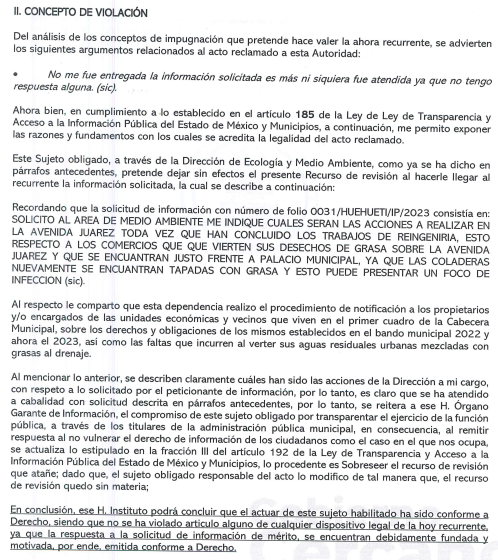 II. CONCEPTO DE VIOLACIÓN
Del análisis de los conceptos de impugnación que pretende hace valer la ahora recurrente, se advierten
los siguientes argumentos relacionados al acto reclamado a esta Autoridad:
• No me fue entregada la información solicitada es más ni siquiera fue atendida ya que no tengo
respuesta alguna. (sic).
Ahora bien, en cumplimiento a lo establecido en el artículo 185 de la Ley de Ley de Transparencia y
Acceso a la Información Pública del Estado de México y Municipios, a continuación, me permito exponer
las razones y fundamentos con los cuales se acredita la legalidad del acto reclamado.
Este Sujeto obligado, a través de la Dirección de Ecología y Medio Ambiente, como ya se ha dicho en
párrafos antecedentes, pretende dejar sin efectos el presente Recurso de revisión al hacerle llegar al
recurrente la información solicitada, la cual se describe a continuación:
Recordando que la solicitud de información con número de folio 0031/HUEHUETI/IP/2023 consistía en:
SOLICITO AL AREA DE MEDIO AMBIENTE ME INDIQUE CUALES SERAN LAS ACCIONES A REALIZAR EN
LA AVENIDA JUAREZ TODA VEZ QUE HAN CONCLUIDO LOS TRABAJOS DE REINGENIRIA, ESTO
RESPECTO A LOS COMERCIOS QUE QUE VIERTEN SUS DESECHOS DE GRASA SOBRE LA AVENIDA
JUAREZ Y QUE SE ENCUANTRAN JUSTO FRENTE A PALACIO MUNICIPAL, YA QUE LAS COLADERAS
NUEVAMENTE SE ENCUANTRAN TAPADAS CON GRASA Y ESTO PUEDE PRESENTAR UN FOCO DE
INFECCION (sic).
Al respecto le comparto que esta dependencia realizo el procedimiento de notificación a los propietarios
y/o encargados de las unidades económicas y vecinos que viven en el primer cuadro de la Cabecera
Municipal, sobre los derechos y obligaciones de los mismos establecidos en el bando municipal 2022 y
ahora el 2023, así como las faltas que incurren al verter sus aguas residuales urbanas mezcladas con
grasas al drenaje.
Al mencionar lo anterior, se describen claramente cuáles han sido las acciones de la Dirección a mi cargo,
con respeto a lo solicitado por el peticionante de información, por lo tanto, es claro que se ha atendido
a cabalidad con solicitud descrita en párrafos antecedentes, por lo tanto, se reitera a ese H. Órgano
Garante de Información, el compromiso de este sujeto obligado por transparentar el ejercicio de la función
pública, a través de los titulares de la administración pública municipal, en consecuencia, al remitir
respuesta al no vulnerar el derecho de información de los ciudadanos como el caso en el que nos ocupa,
se actualiza lo estipulado en la fracción III del artículo 192 de la Ley de Transparencia y Acceso a la
Información Pública del Estado de México y Municipios, lo procedente es Sobreseer el recurso de revisión
que atañe; dado que, el sujeto obligado responsable del acto lo modifico de tal manera que, el recurso
de revisión quedo sin materia;
En conclusión, ese H. Instituto podrá concluir que el actuar de este sujeto habilitado ha sido conforme a
Derecho, siendo que no se ha violado artículo alguno de cualquier dispositivo legal de la hoy recurrente,
ya que la respuesta a la solicitud de información de mérito, se encuentran debidamente fundada y
motivada, por ende, emitida conforme a Derecho.